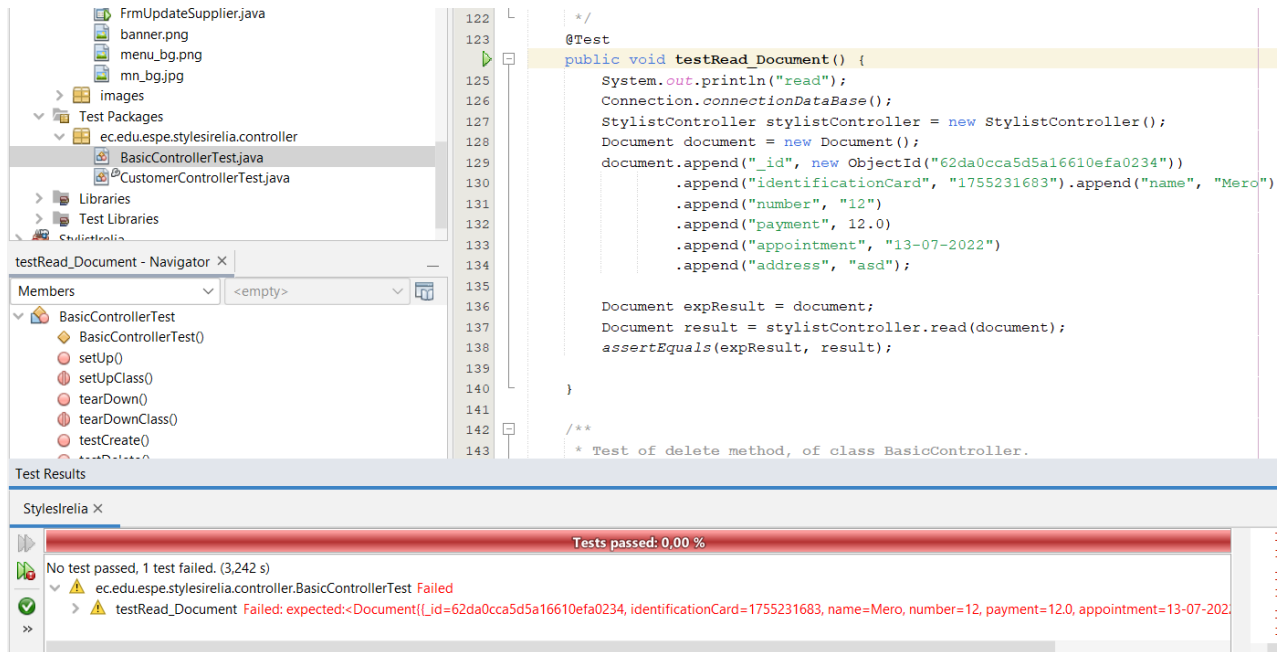 FrmUpdateSupplier.java
banner.png
menu_bg.png
mn_bg.jpg
images
Test Packages
ec.edu.espe.stylesirelia.controller
BasicControllerTest.java
CustomerControllerTest.java
Libraries
Test Libraries
StylistIrelia
testRead_Document - Navigator ×
Members
<empty>
BasicControllerTest
BasicControllerTest()
setUp()
setUpClass()
tearDown()
tearDownClass()
testCreate()
testDelete()
122 */
123 @Test
public void testRead_Document() {
125 System.out.println("read");
126 Connection.connectionDataBase();
127 StylistController stylistController = new StylistController();
128 Document document = new Document();
129 document.append("_id", new ObjectId("62da0cca5d5a16610efa0234"))
130 .append("identificationCard", "1755231683").append("name", "Mero")
131 .append("number", "12")
132 .append("payment", 12.0)
133 .append("appointment", "13-07-2022")
134 .append("address", "asd");
135
136 Document expResult = document;
137 Document result = stylistController.read(document);
138 assertEquals(expResult, result);
139
140 }
141
142 /**
143 * Test of delete method, of class BasicController.
Test Results
StylesIrelia ×
Tests passed: 0,00 %
No test passed, 1 test failed. (3,242 s)
ec.edu.espe.stylesirelia.controller.BasicControllerTest Failed
testRead_Document Failed: expected:<Document{{_id=62da0cca5d5a16610efa0234, identificationCard=1755231683, name=Mero, number=12, payment=12.0, appointment=13-07-202